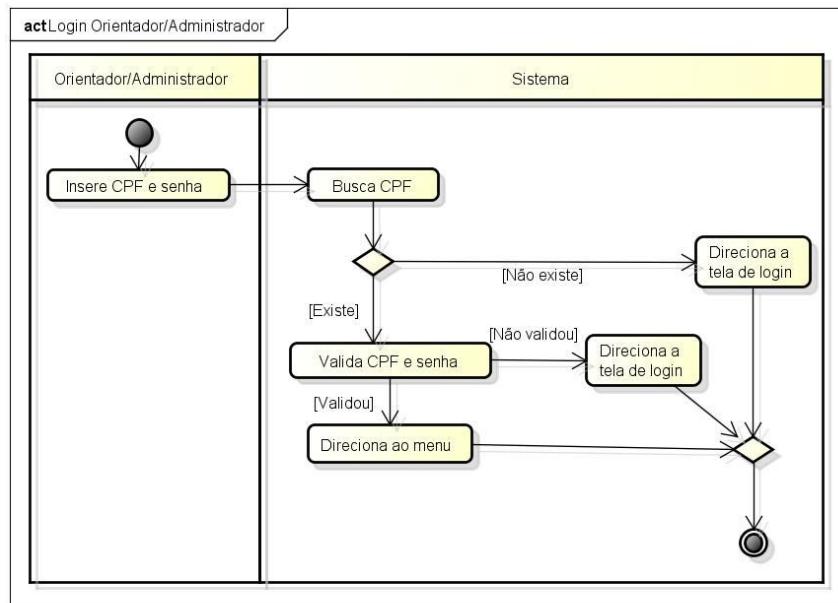 act Login Orientador/Administrador
Orientador/Administrador
Sistema
Insere CPF e senha
Busca CPF
Direciona a
tela de login
[Não existe]
[Existe]
Valida CPF e senha
[Não validou]
Direciona a
tela de login
[Validou]
Direciona ao menu